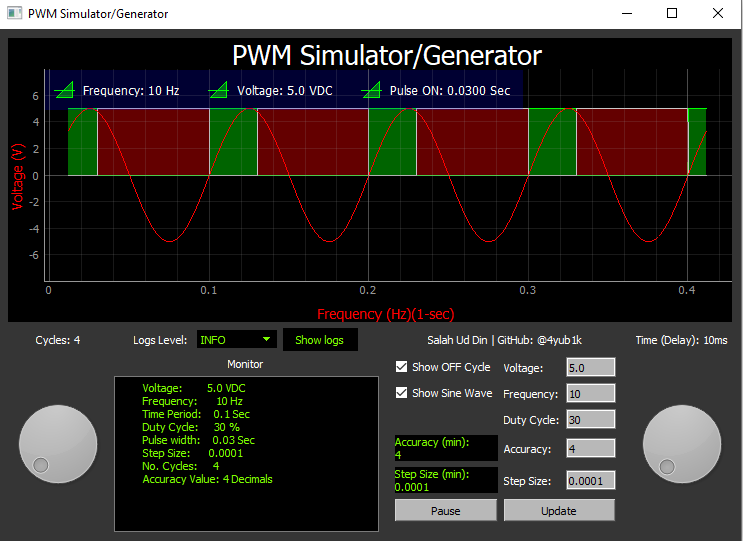 PWM Simulator/Generator
PWM Simulator/Generator
Frequency: 10 Hz Voltage: 5.0 VDC Pulse ON: 0.0300 Sec
6
4
2
0
-2
-4
-6
Voltage (V)
0 0.1 0.2 0.3 0.4
Frequency (Hz)(1-sec)
Cycles: 4 Logs Level: INFO Show logs Salah Ud Din | GitHub: @4yub1k Time (Delay): 10ms
Monitor
Voltage: 5.0 VDC
Frequency: 10 Hz
Time Period: 0.1 Sec
Duty Cycle: 30 %
Pulse width: 0.03 Sec
Step Size: 0.0001
No. Cycles: 4
Accuracy Value: 4 Decimals
Show OFF Cycle Voltage: 5.0
Show Sine Wave Frequency: 10
Duty Cycle: 30
Accuracy (min):
4
Accuracy: 4
Step Size (min):
0.0001
Step Size: 0.0001
Pause Update